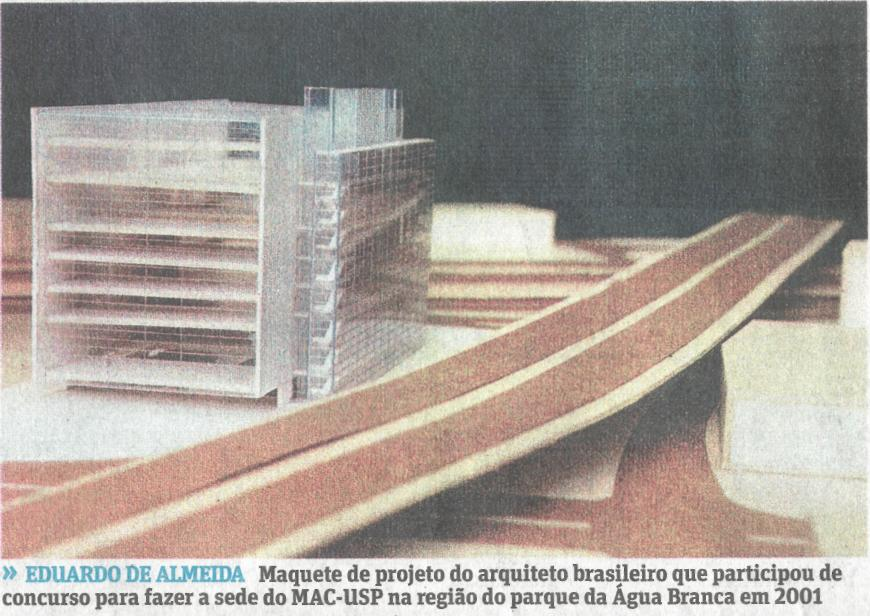 » EDUARDO DE ALMEIDA Maquete de projeto do arquiteto brasileiro que participou de
concurso para fazer a sede do MAC-USP na região do parque da Água Branca em 2001